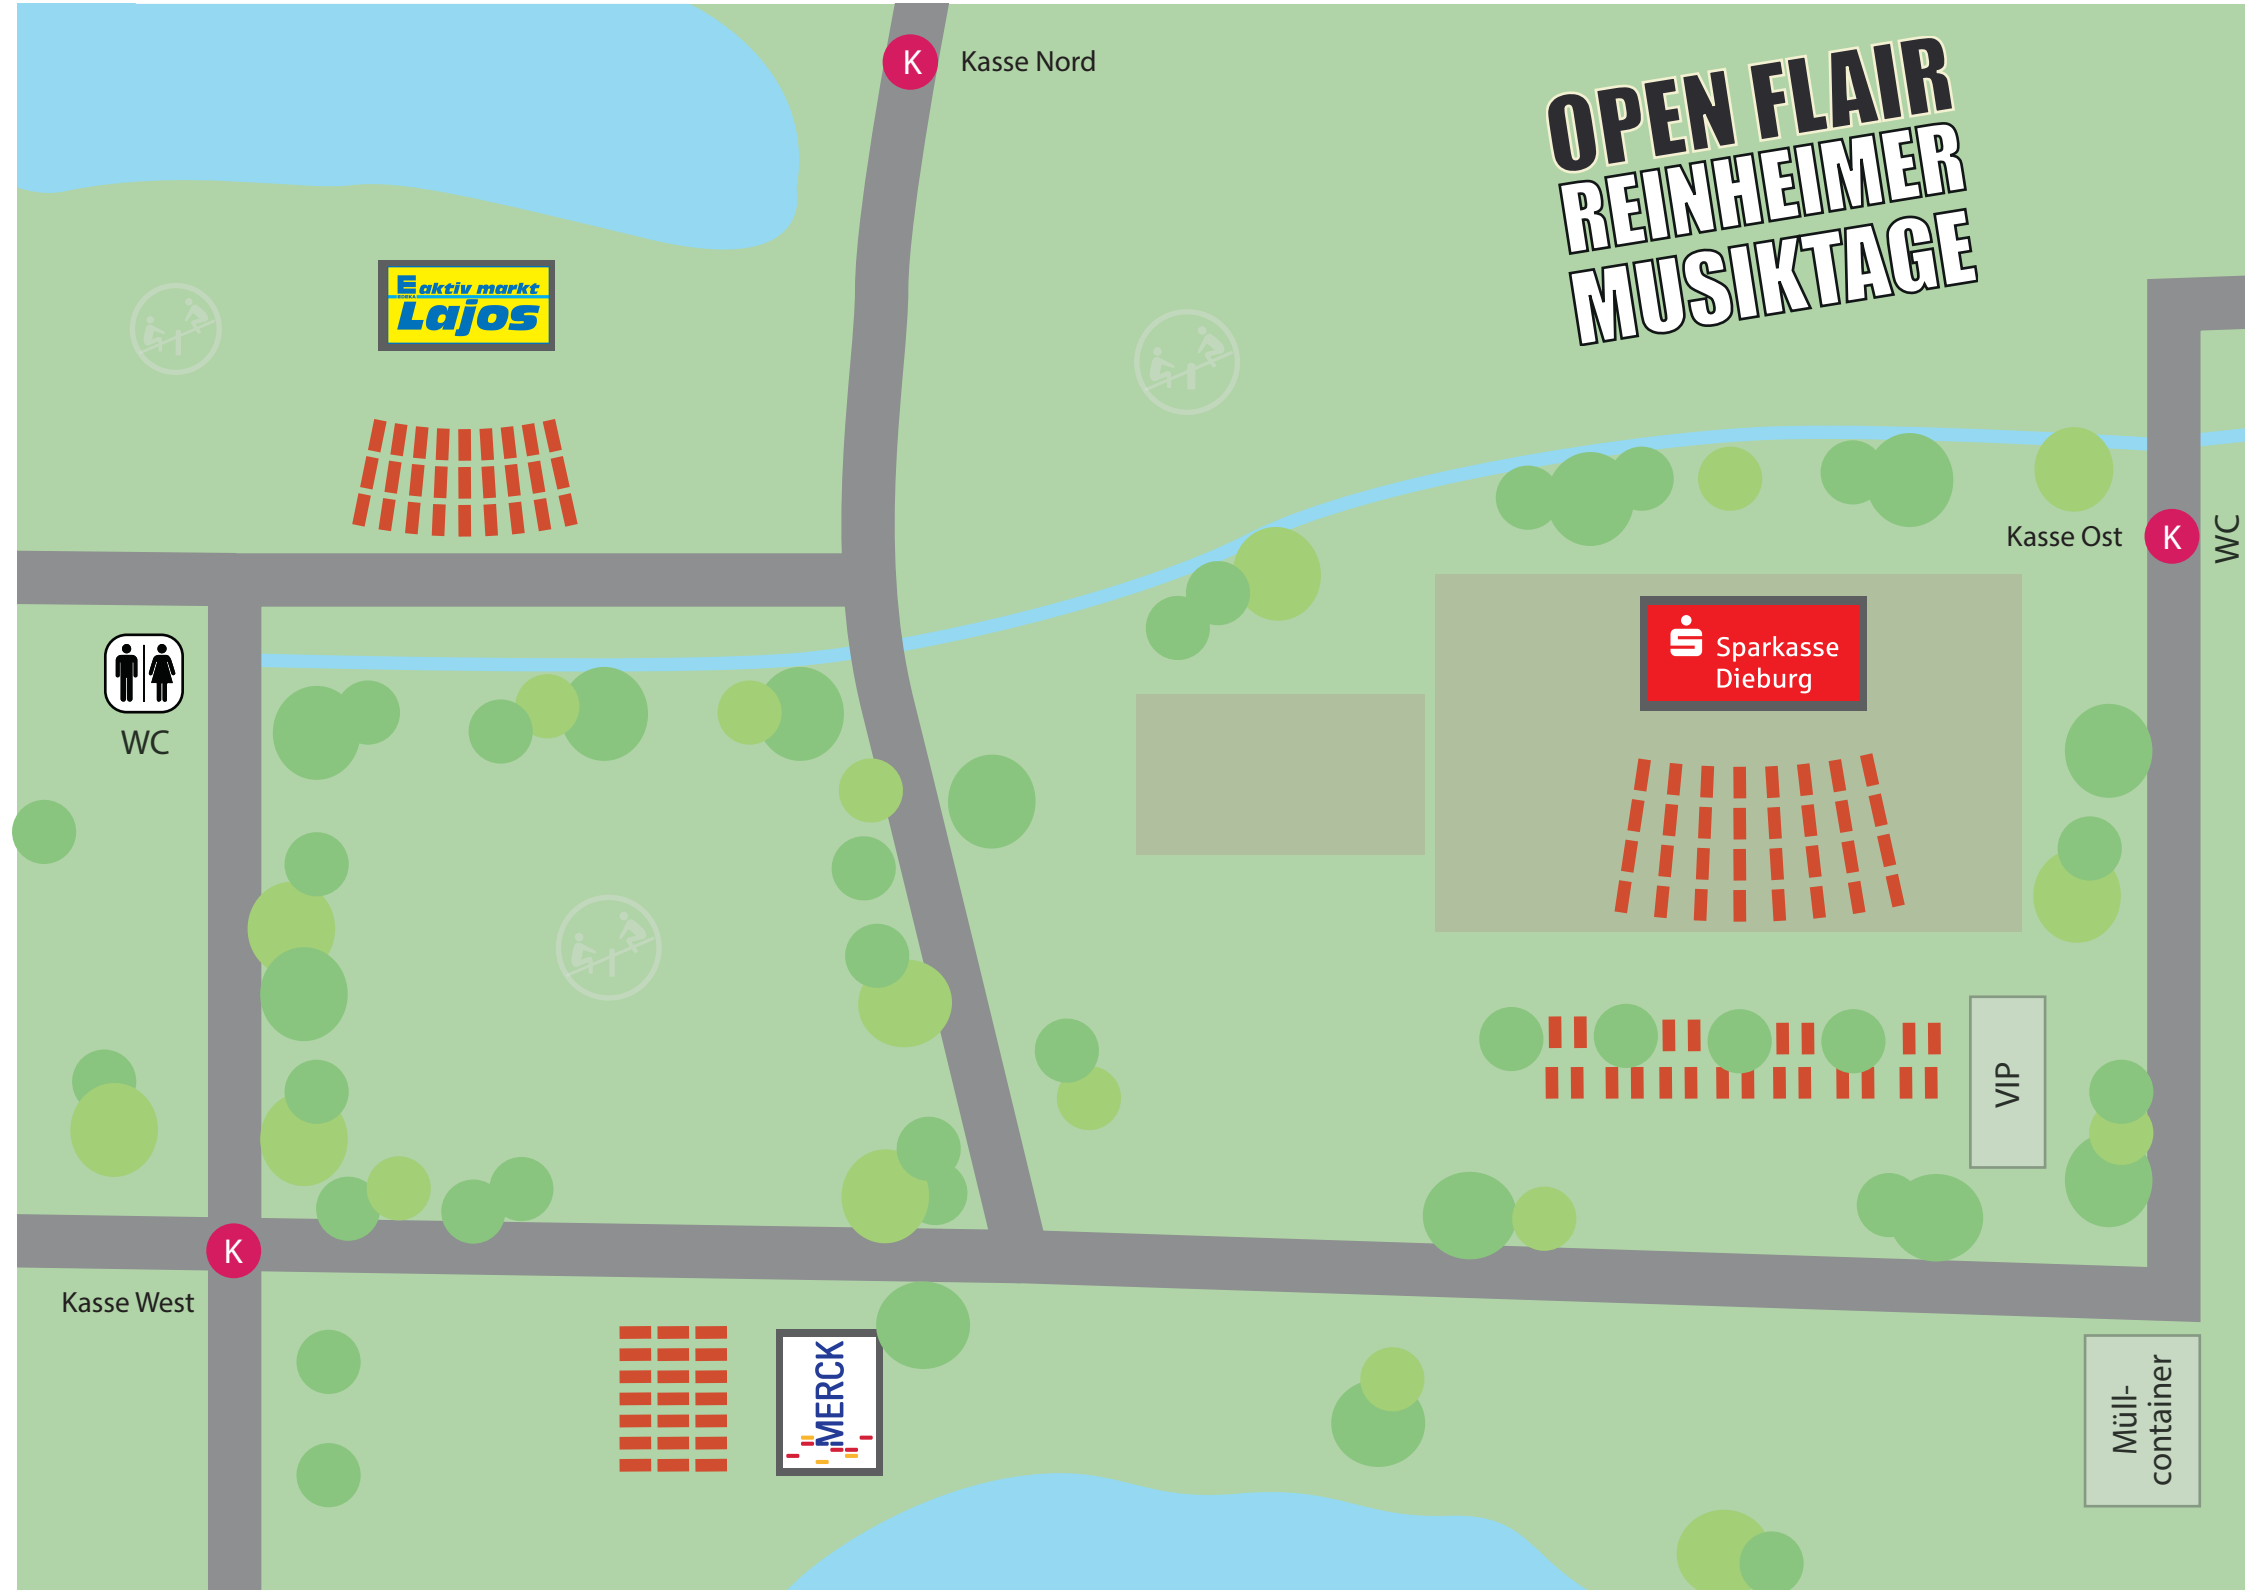 K
Kasse Nord
OPEN FLAIR
REINHEIMER
MUSIKTAGE
E aktiv markt
EDEKA
Lajos
Kasse Ost
K
WC
Sparkasse
Dieburg
WC
VIP
K
Kasse West
MERCK
Müll-
container